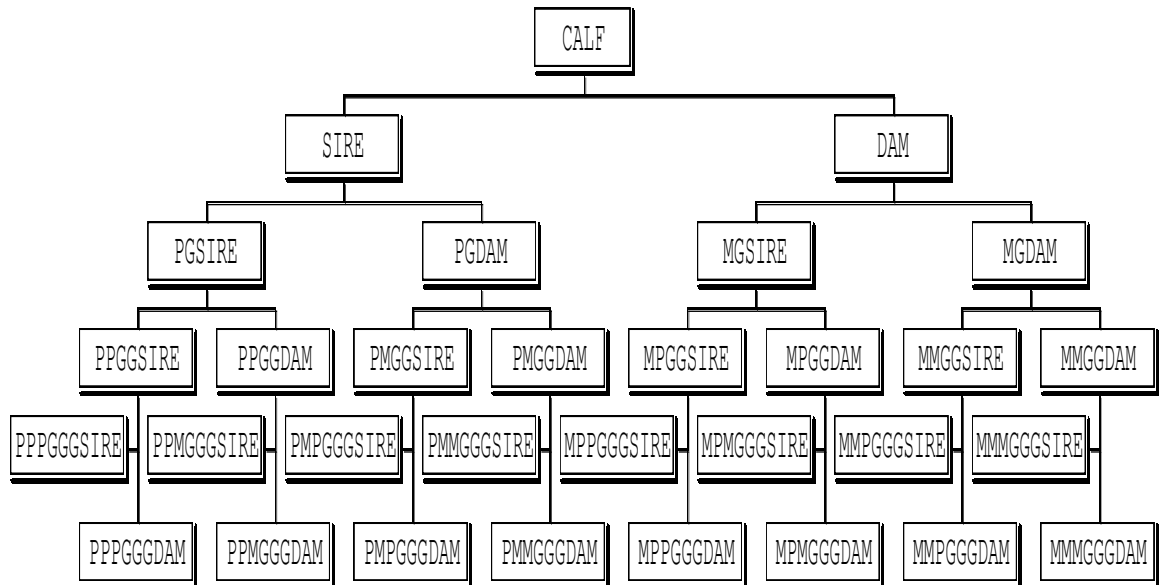 CALF
SIRE DAM
PGSIRE PGDAM MGSIRE MGDAM
PPGGSIRE PPGGDAM PMGGSIRE PMGGDAM MPGGSIRE MPGGDAM MMGGSIRE MMGGDAM
PPPGGGSIRE PPMGGGSIRE PMPGGGSIRE PMMGGGSIRE MPPGGGSIRE MPMGGGSIRE MMPGGGSIRE MMMGGGSIRE
PPPGGGDAM PPMGGGDAM PMPGGGDAM PMMGGGDAM MPPGGGDAM MPMGGGDAM MMPGGGDAM MMMGGGDAM